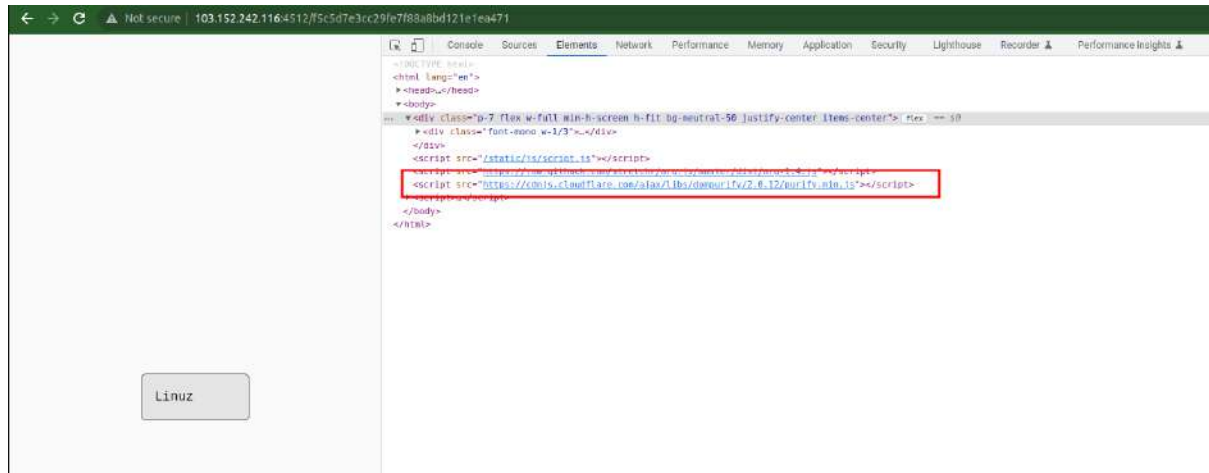 Not secure | 103.152.242.116:4512/f5c5d7e3cc29fe7f88a8bd121e1ea471
Console Sources Elements Network Performance Memory Application Security Lighthouse Recorder Performance insights
<!DOCTYPE html>
<html lang="en">
<head>…</head>
<body>
<div class="p-7 flex w-full min-h-screen h-fit bg-neutral-50 justify-center items-center"> flex == $0
<div class="font-mono w-1/3">…</div>
</div>
<script src="/static/js/script.js"></script>
<script src="https://cdnjs.cloudflare.com/ajax/libs/dompurify/2.0.12/purify.min.js"></script>
<script>…</script>
</body>
</html>
Linuz